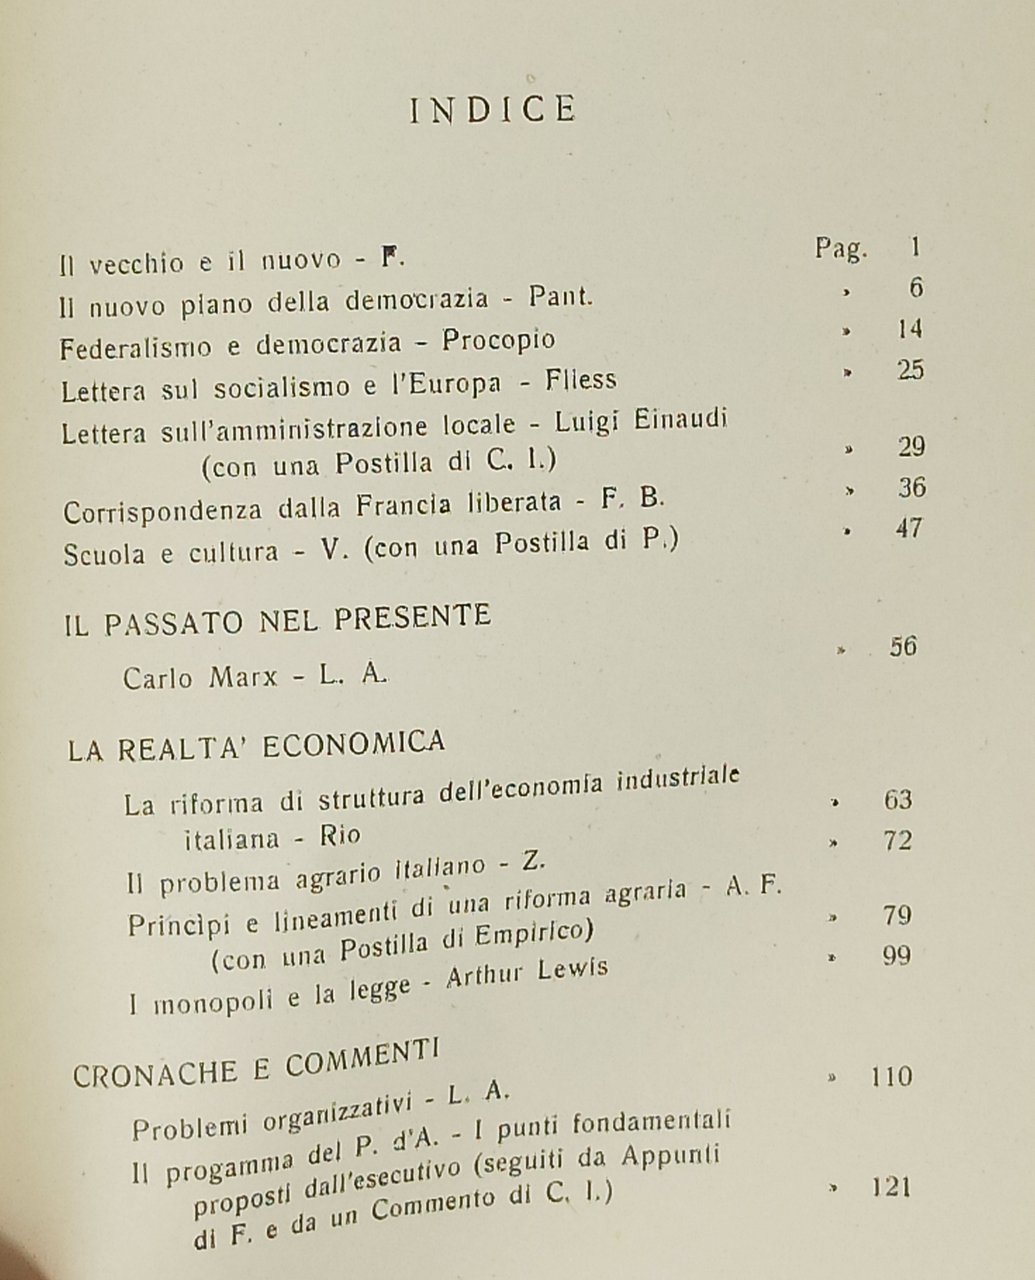 INDICE
Il vecchio e il nuovo - F. Pag. 1
Il nuovo piano della democrazia - Pant. » 6
Federalismo e democrazia - Procopio » 14
Lettera sul socialismo e l'Europa - Fliess » 25
Lettera sull'amministrazione locale - Luigi Einaudi
(con una Postilla di C. I.) » 29
Corrispondenza dalla Francia liberata - F. B. » 36
Scuola e cultura - V. (con una Postilla di P.) » 47
IL PASSATO NEL PRESENTE
Carlo Marx - L. A. » 56
LA REALTA' ECONOMICA
La riforma di struttura dell'economia industriale
italiana - Rio » 63
Il problema agrario italiano - Z. » 72
Princìpi e lineamenti di una riforma agraria - A. F.
(con una Postilla di Empirico) » 79
I monopoli e la legge - Arthur Lewis » 99
CRONACHE E COMMENTI
Problemi organizzativi - L. A. » 110
Il progamma del P. d'A. - I punti fondamentali
proposti dall'esecutivo (seguiti da Appunti
di F. e da un Commento di C. I.) » 121